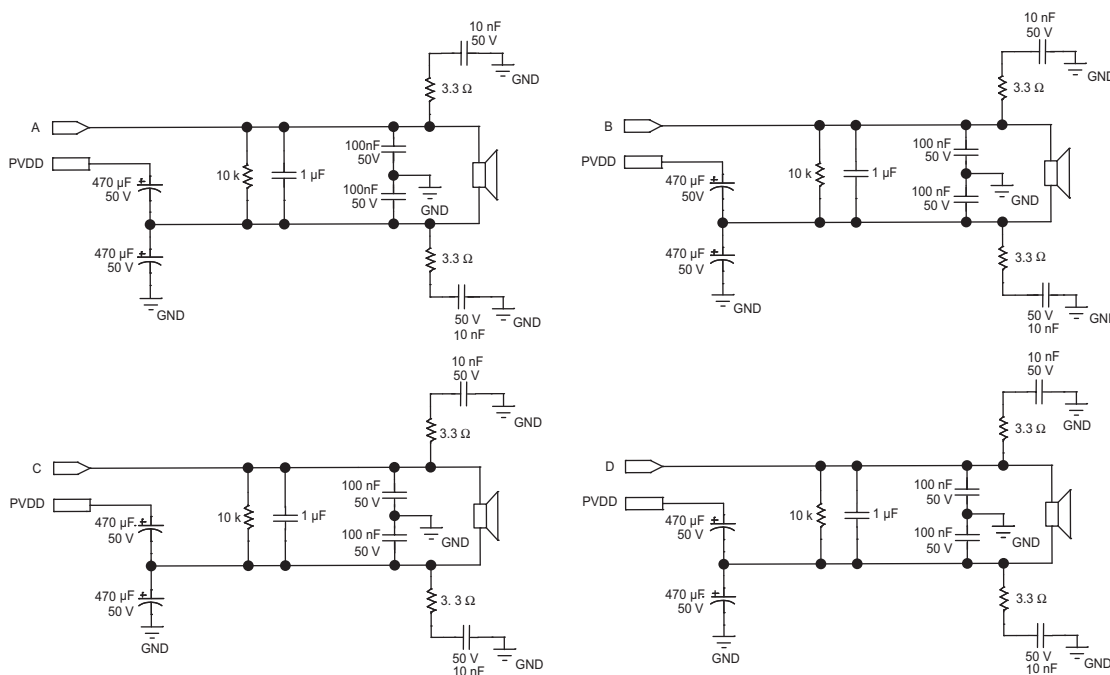 10 nF
50 V
GND
3.3 Ω
A
PVDD
470 µF
50 V
10 k
1 µF
100nF
50V
100nF
50 V
GND
470 µF
50 V
GND
3.3 Ω
50 V
10 nF
GND
10 nF
50 V
GND
3.3 Ω
B
PVDD
470 µF
50V
10 k
1 µF
100 nF
50 V
100 nF
50 V
GND
470 µF
50 V
GND
3.3 Ω
50 V
10 nF
GND
10 nF
50 V
GND
3.3 Ω
C
PVDD
470 µF
50 V
10 k
1 µF
100 nF
50 V
100 nF
50 V
GND
470 µF
50 V
GND
3. 3 Ω
50 V
10 nF
GND
10 nF
50 V
GND
3.3 Ω
D
PVDD
470 µF
50 V
10 k
1 µF
100 nF
50 V
100 nF
50 V
GND
470 µF
50 V
GND
3.3 Ω
50 V
10 nF
GND